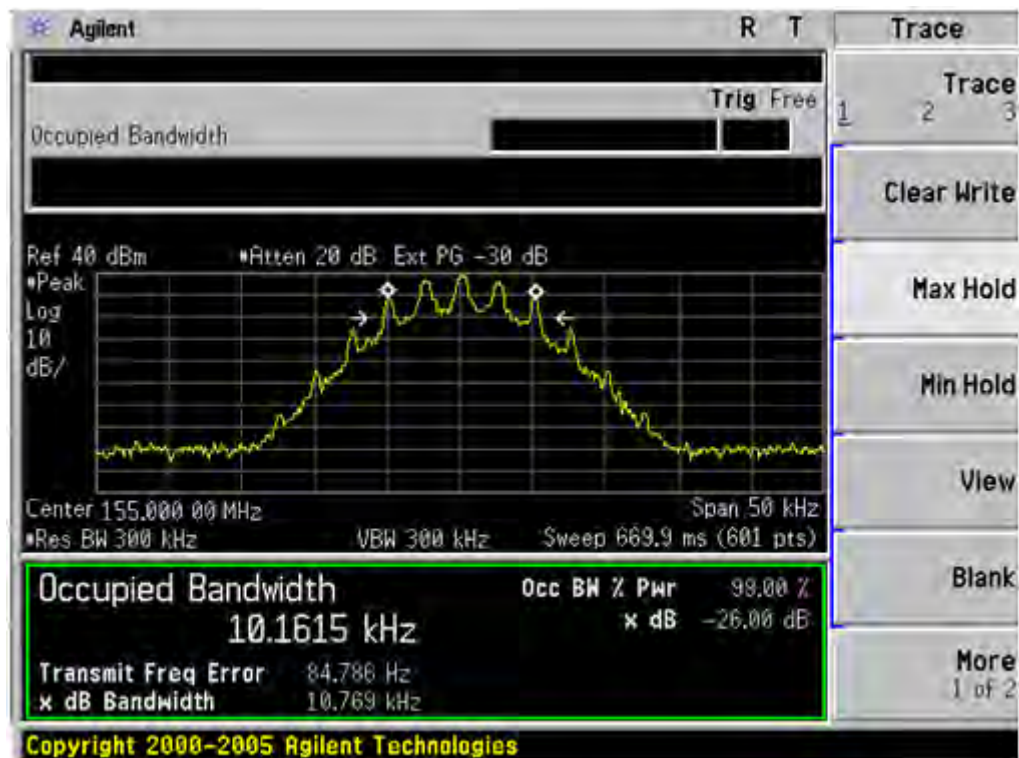 Agilent R T Trace
Trig Free
Occupied Bandwidth
Ref 40 dBm *Atten 20 dB Ext PG -30 dB
*Peak
Log
10
dB/
Center 155.000 00 MHz Span 50 kHz
*Res BW 300 kHz VBW 300 kHz Sweep 669.9 ms (601 pts)
Occupied Bandwidth
10.1615 kHz
Occ BW % Pwr 99.00 %
x dB -26.00 dB
Transmit Freq Error 84.786 Hz
x dB Bandwidth 10.769 kHz
Copyright 2000-2005 Agilent Technologies
Trace
1 2 3
Clear Write
Max Hold
Min Hold
View
Blank
More
1 of 2